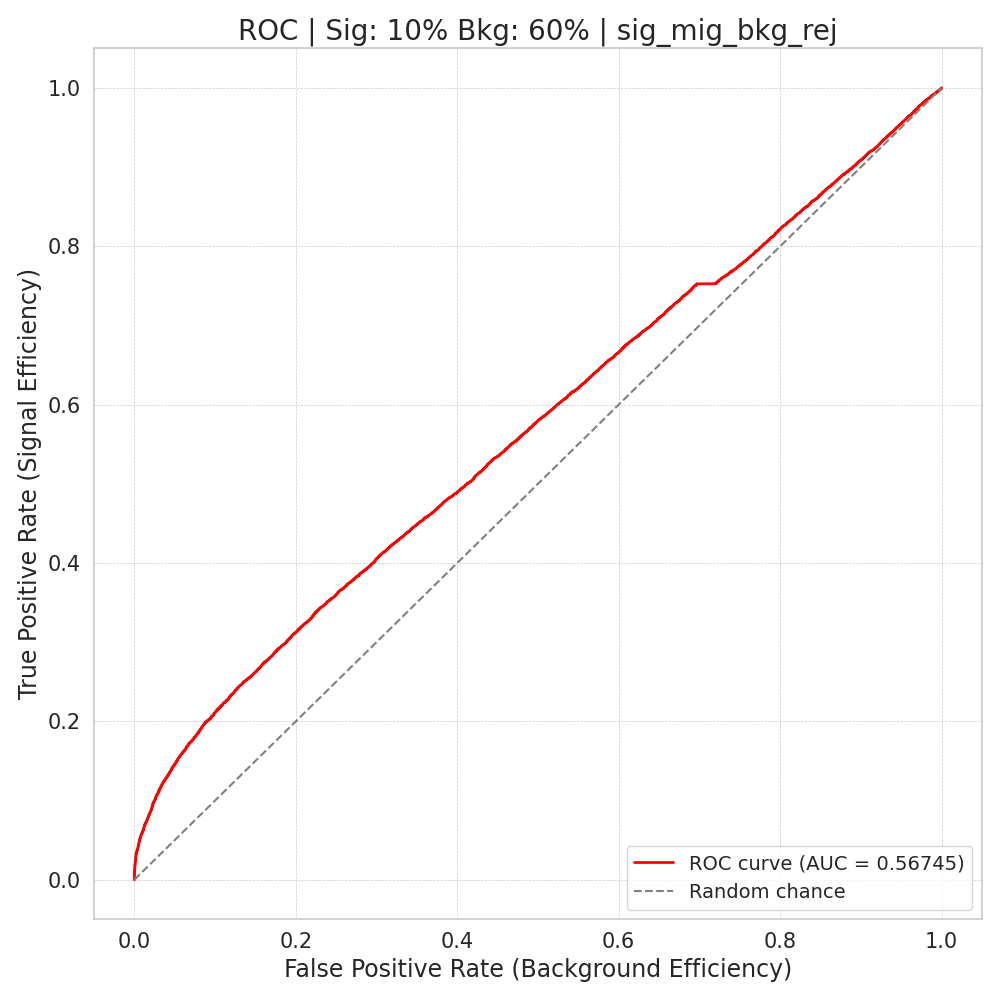 ROC | Sig: 10% Bkg: 60% | sig_mig_bkg_rej
True Positive Rate (Signal Efficiency)
1.0
0.8
0.6
0.4
0.2
0.0
ROC curve (AUC = 0.56745)
Random chance
0.0 0.2 0.4 0.6 0.8 1.0
False Positive Rate (Background Efficiency)